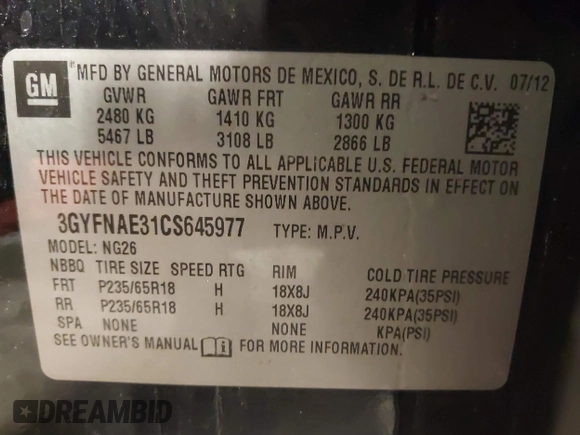 GM
MFD BY GENERAL MOTORS DE MEXICO, S. DE R.L. DE C.V. 07/12
GVWR GAWR FRT GAWR RR
2480 KG 1410 KG 1300 KG
5467 LB 3108 LB 2866 LB
THIS VEHICLE CONFORMS TO ALL APPLICABLE U.S. FEDERAL MOTOR
VEHICLE SAFETY AND THEFT PREVENTION STANDARDS IN EFFECT ON
THE DATE OF MANUFACTURE SHOWN ABOVE.
3GYFNAE31CS645977 TYPE: M.P.V.
MODEL: NG26
NBBQ TIRE SIZE SPEED RTG RIM COLD TIRE PRESSURE
FRT P235/65R18 H 18X8J 240KPA(35PSI)
RR P235/65R18 H 18X8J 240KPA(35PSI)
SPA NONE NONE KPA(PSI)
SEE OWNER'S MANUAL FOR MORE INFORMATION.
DREAMBID